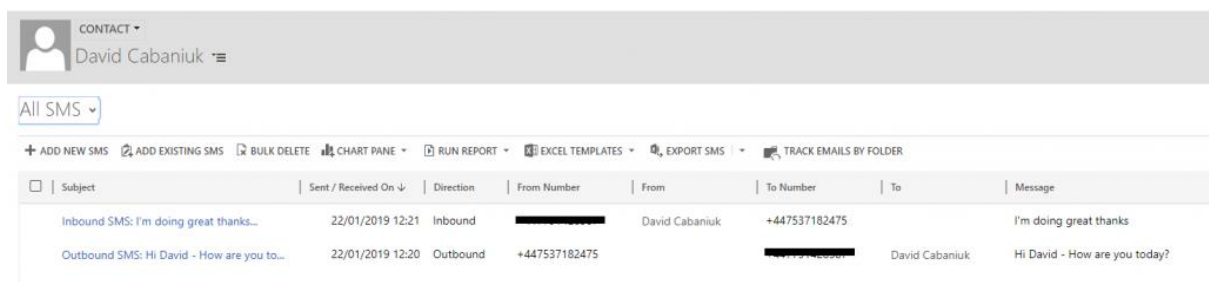 CONTACT
David Cabaniuk
All SMS
ADD NEW SMS ADD EXISTING SMS BULK DELETE CHART PANE RUN REPORT EXCEL TEMPLATES EXPORT SMS TRACK EMAILS BY FOLDER
Subject Sent / Received On ↓ Direction From Number From To Number To Message
Inbound SMS: I'm doing great thanks... 22/01/2019 12:21 Inbound David Cabaniuk +447537182475 I'm doing great thanks
Outbound SMS: Hi David - How are you to... 22/01/2019 12:20 Outbound +447537182475 David Cabaniuk Hi David - How are you today?